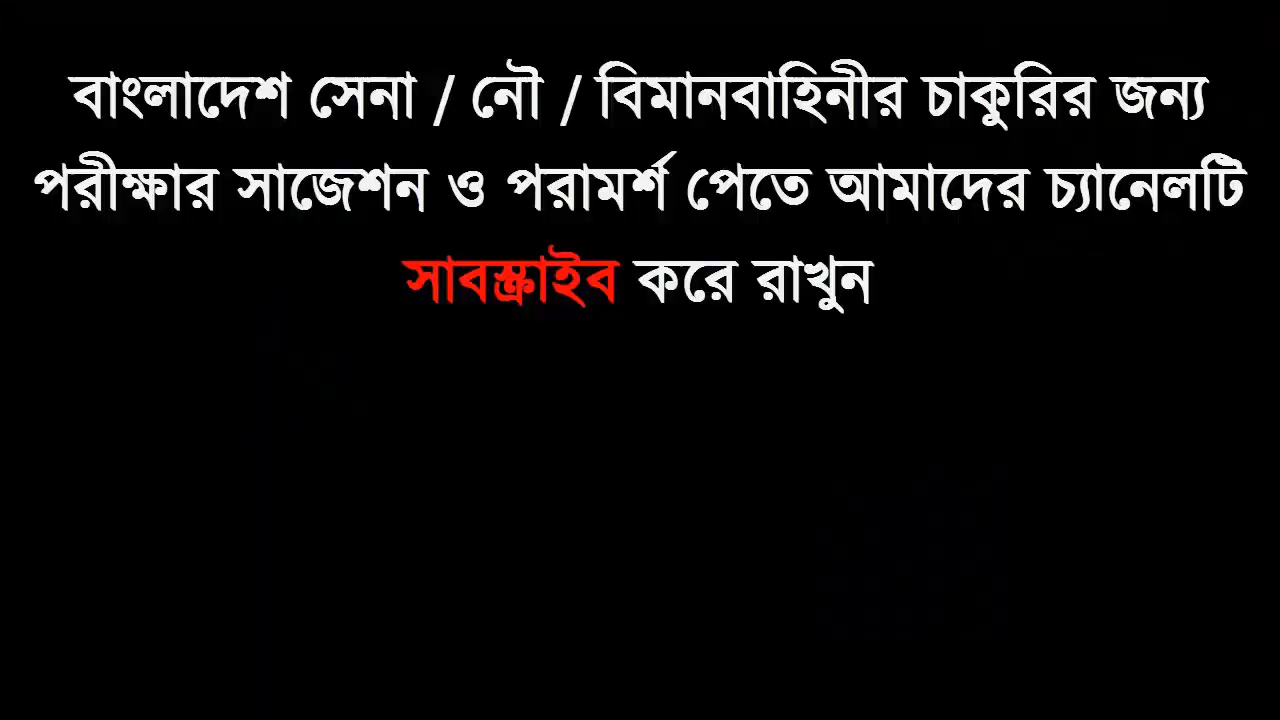 বাংলাদেশ সেনা / নৌ / বিমানবাহিনীর চাকুরির জন্য
পরীক্ষার সাজেশন ও পরামর্শ পেতে আমাদের চ্যানেলটি
সাবস্ক্রাইব করে রাখুন